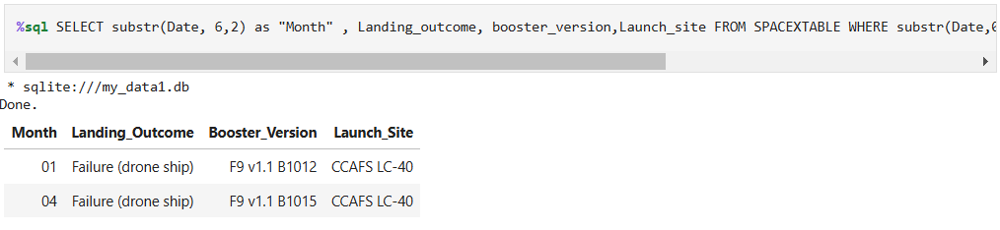 %sql SELECT substr(Date, 6,2) as "Month" , Landing_outcome, booster_version,Launch_site FROM SPACEXTABLE WHERE substr(Date,0
* sqlite:///my_data1.db
Done.
Month Landing_Outcome Booster_Version Launch_Site
01 Failure (drone ship) F9 v1.1 B1012 CCAFS LC-40
04 Failure (drone ship) F9 v1.1 B1015 CCAFS LC-40